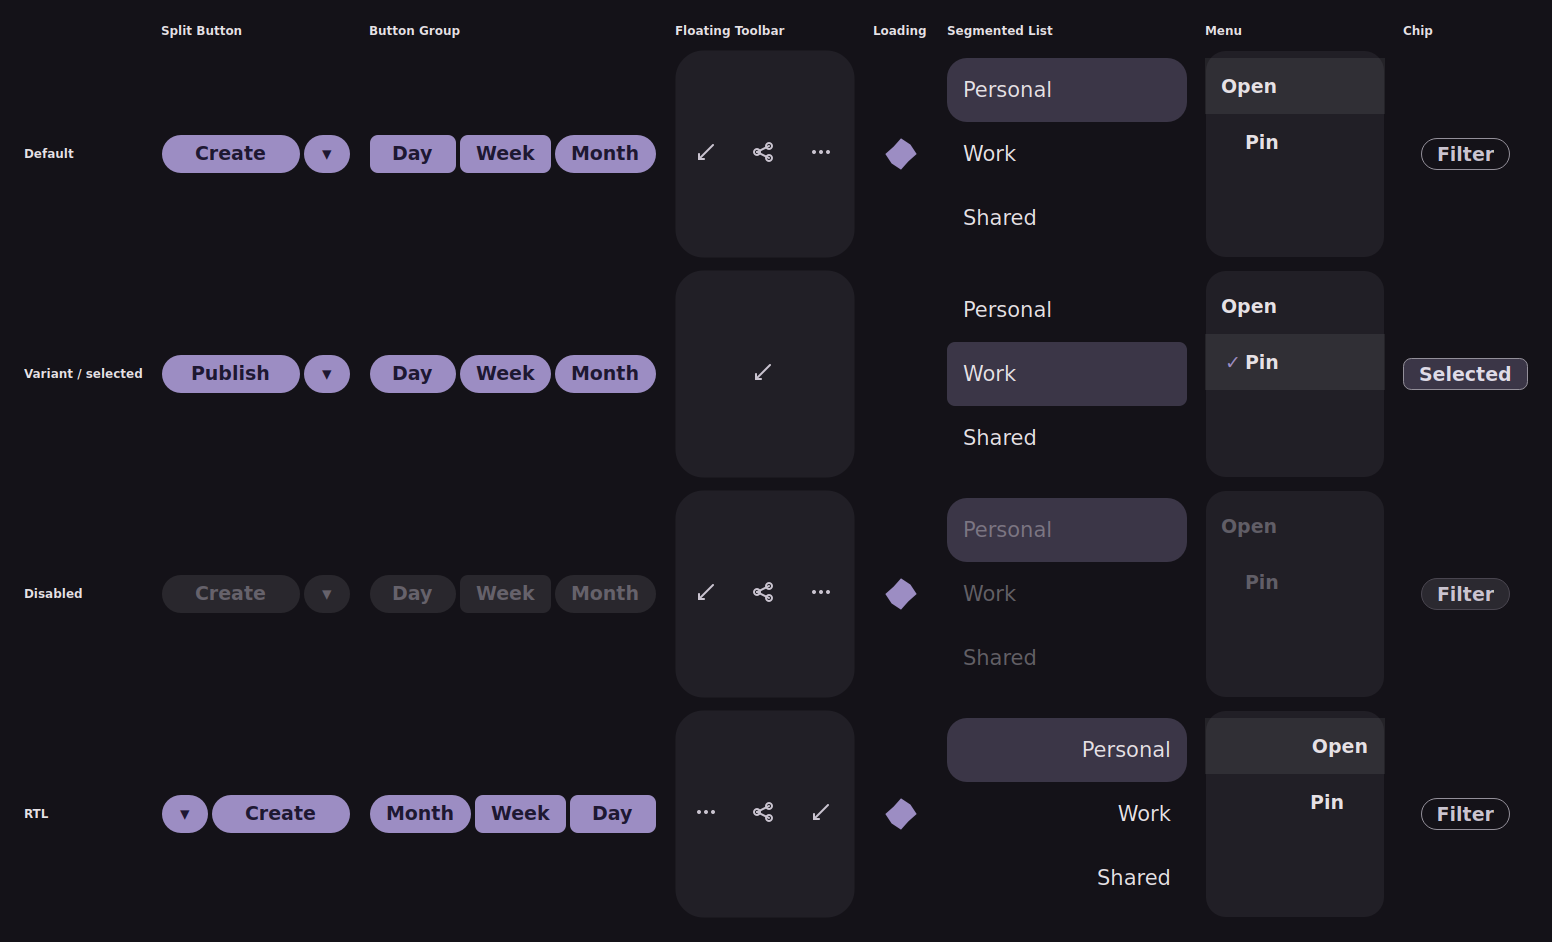 Split Button Button Group Floating Toolbar Loading Segmented List Menu Chip
Default
Create ▼
Day Week Month
Personal
Work
Shared
Open
Pin
Filter
Variant / selected
Publish ▼
Day Week Month
Personal
Work
Shared
Open
✓ Pin
Selected
Disabled
Create ▼
Day Week Month
Personal
Work
Shared
Open
Pin
Filter
RTL
▼ Create
Month Week Day
Personal
Work
Shared
Open
Pin
Filter